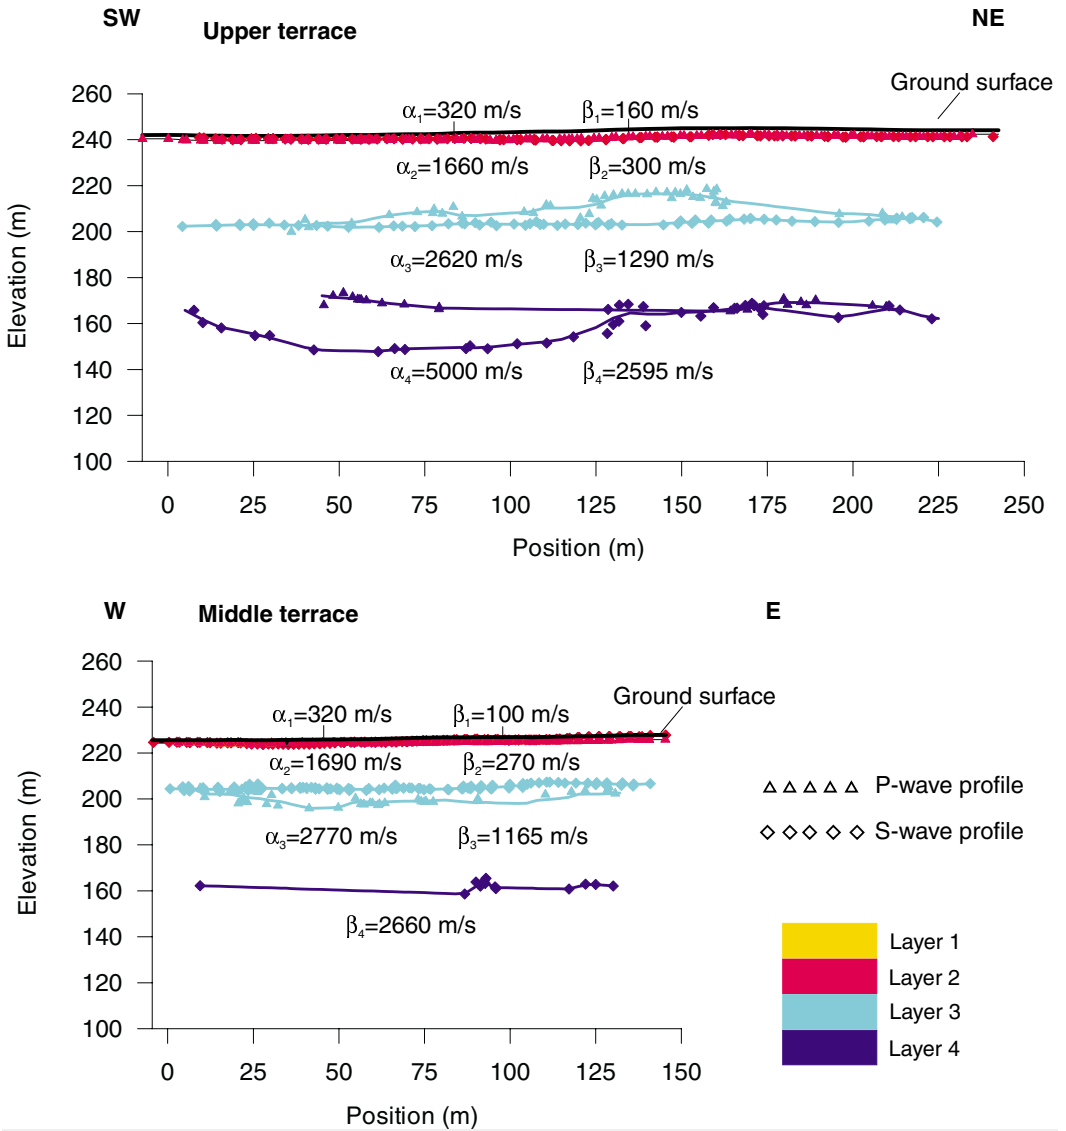 SW
NE
Upper terrace
Ground surface
260
240
220
200
180
160
140
120
100
Elevation (m)
α₁=320 m/s
β₁=160 m/s
α₂=1660 m/s
β₂=300 m/s
α₃=2620 m/s
β₃=1290 m/s
α₄=5000 m/s
β₄=2595 m/s
0 25 50 75 100 125 150 175 200 225 250
Position (m)
W
Middle terrace
E
Ground surface
260
240
220
200
180
160
140
120
100
Elevation (m)
α₁=320 m/s
β₁=100 m/s
α₂=1690 m/s
β₂=270 m/s
α₃=2770 m/s
β₃=1165 m/s
β₄=2660 m/s
0 25 50 75 100 125 150
Position (m)
P-wave profile
S-wave profile
Layer 1
Layer 2
Layer 3
Layer 4